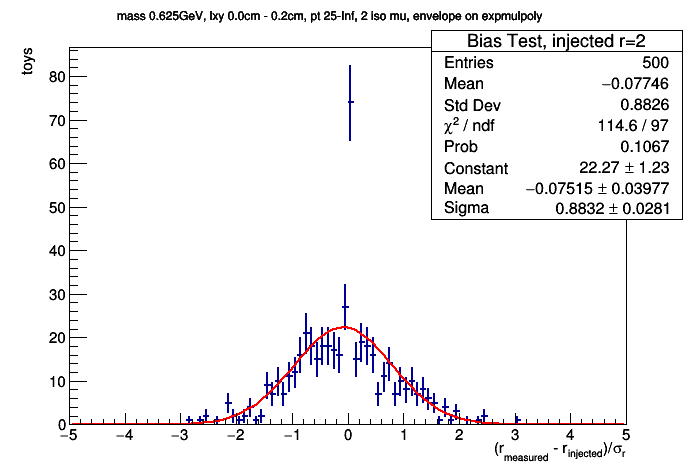 mass 0.625GeV, lxy 0.0cm - 0.2cm, pt 25-Inf, 2 iso mu, envelope on expmulpoly
Bias Test, injected r=2
Entries 500
Mean −0.07746
Std Dev 0.8826
χ² / ndf 114.6 / 97
Prob 0.1067
Constant 22.27 ± 1.23
Mean −0.07515 ± 0.03977
Sigma 0.8832 ± 0.0281
toys
80
70
60
50
40
30
20
10
0
−5 −4 −3 −2 −1 0 1 2 3 4 5
(r_measured - r_injected)/σ_r